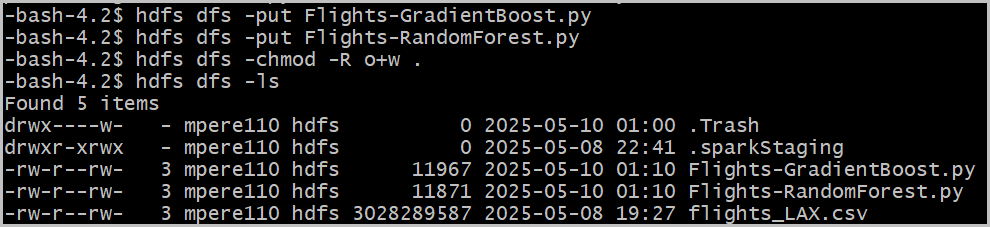 -bash-4.2$ hdfs dfs -put Flights-GradientBoost.py
-bash-4.2$ hdfs dfs -put Flights-RandomForest.py
-bash-4.2$ hdfs dfs -chmod -R o+w .
-bash-4.2$ hdfs dfs -ls
Found 5 items
drwx----w-   - mpere110 hdfs          0 2025-05-10 01:00 .Trash
drwxr-xrwx   - mpere110 hdfs          0 2025-05-08 22:41 .sparkStaging
-rw-r--rw-   3 mpere110 hdfs      11967 2025-05-10 01:10 Flights-GradientBoost.py
-rw-r--rw-   3 mpere110 hdfs      11871 2025-05-10 01:10 Flights-RandomForest.py
-rw-r--rw-   3 mpere110 hdfs 3028289587 2025-05-08 19:27 flights_LAX.csv